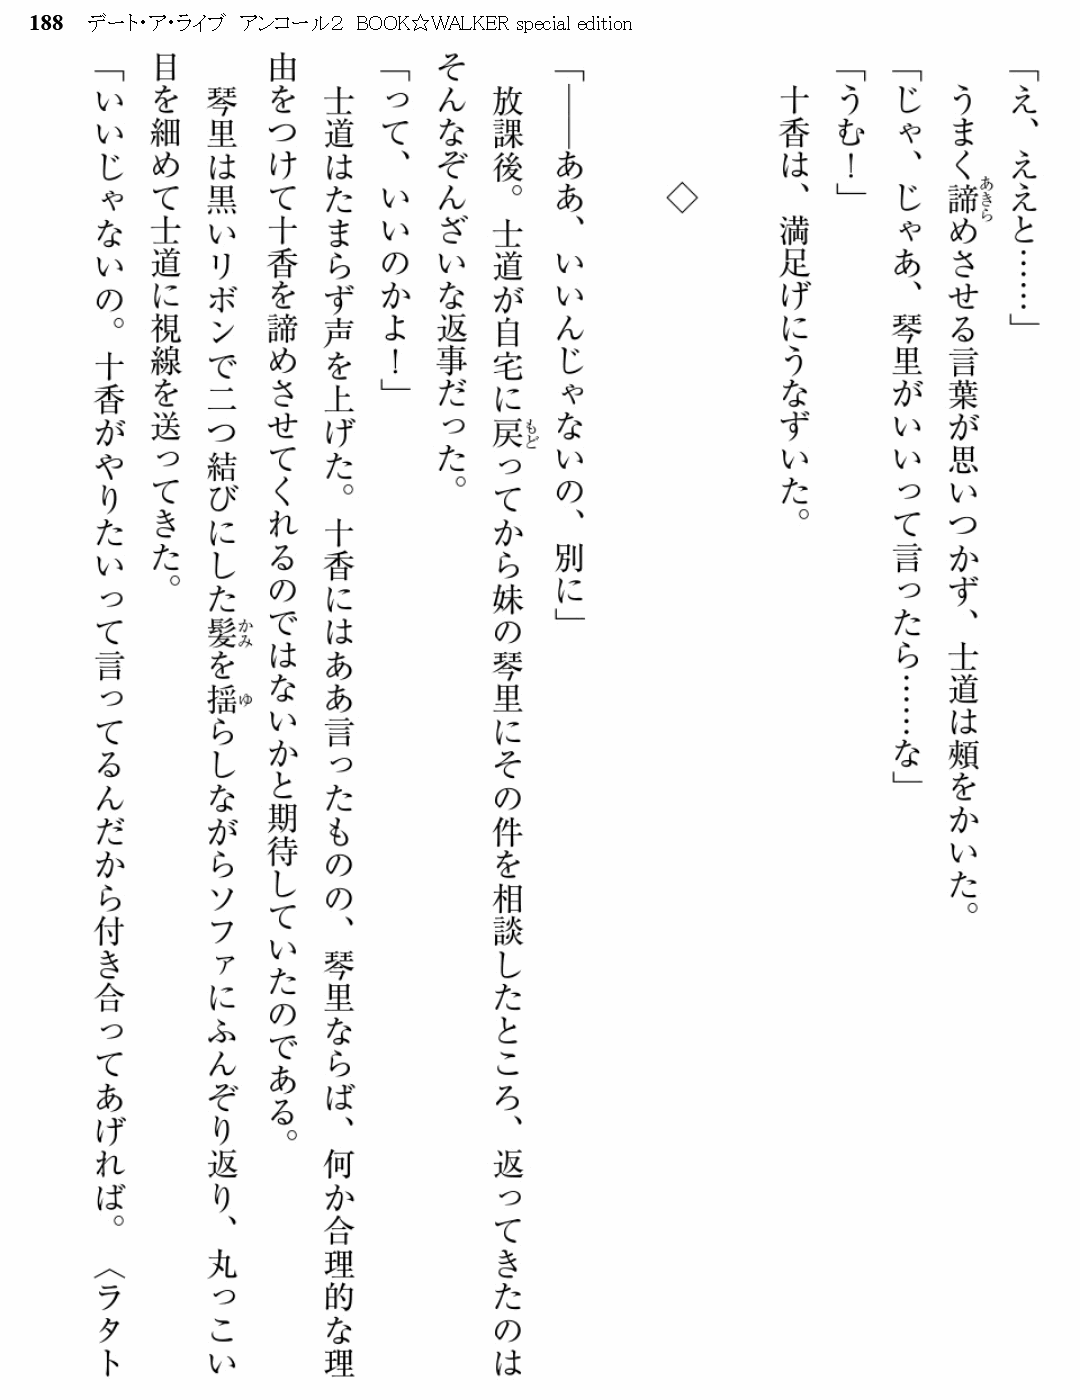 188 デート・ア・ライブ アンコール2 BOOK☆WALKER special edition
「え、ええと……」
うまく諦めさせる言葉が思いつかず、士道は頰をかいた。
「じゃ、じゃあ、琴里がいいって言ったら……な」
「うむ！」
十香は、満足げにうなずいた。
◇
「――ああ、いいんじゃないの、別に」
放課後。士道が自宅に戻ってから妹の琴里にその件を相談したところ、返ってきたのは
そんなぞんざいな返事だった。
「って、いいのかよ！」
士道はたまらず声を上げた。十香にはああ言ったものの、琴里ならば、何か合理的な理
由をつけて十香を諦めさせてくれるのではないかと期待していたのである。
琴里は黒いリボンで二つ結びにした髪を揺らしながらソファにふんぞり返り、丸っこい
目を細めて士道に視線を送ってきた。
「いいじゃないの。十香がやりたいって言ってるんだから付き合ってあげれば。〈ラタト